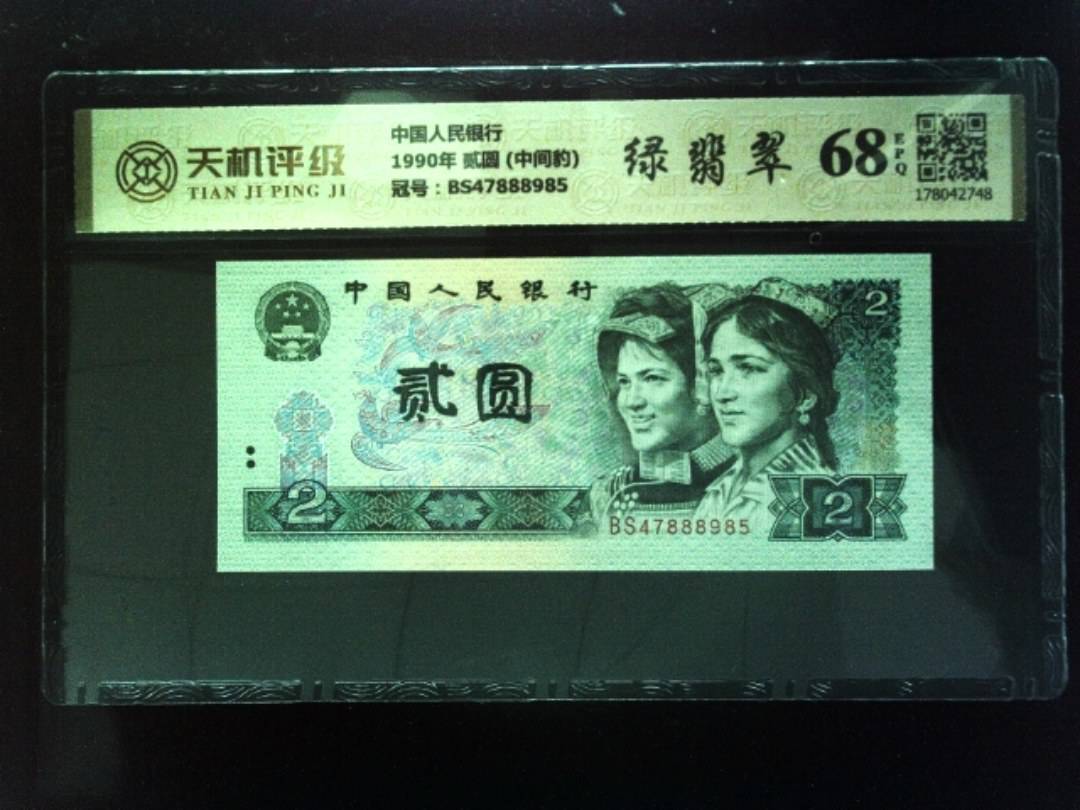 天机评级
TIAN JI PING JI
中国人民银行
1990年 贰圆 (中间豹)
冠号：BS47888985
绿翡翠
68
EPQ
178042748
中国人民银行
2
贰圆
2
2
BS47888985